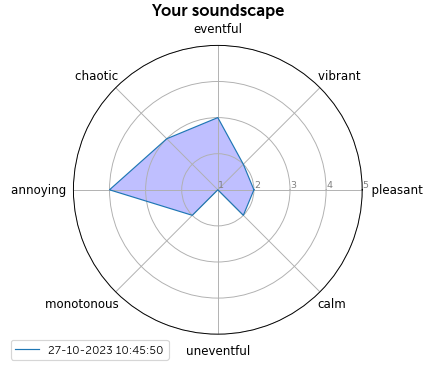 Your soundscape
eventful
chaotic
vibrant
annoying
1
2
3
4
5
pleasant
monotonous
calm
27-10-2023 10:45:50
uneventful